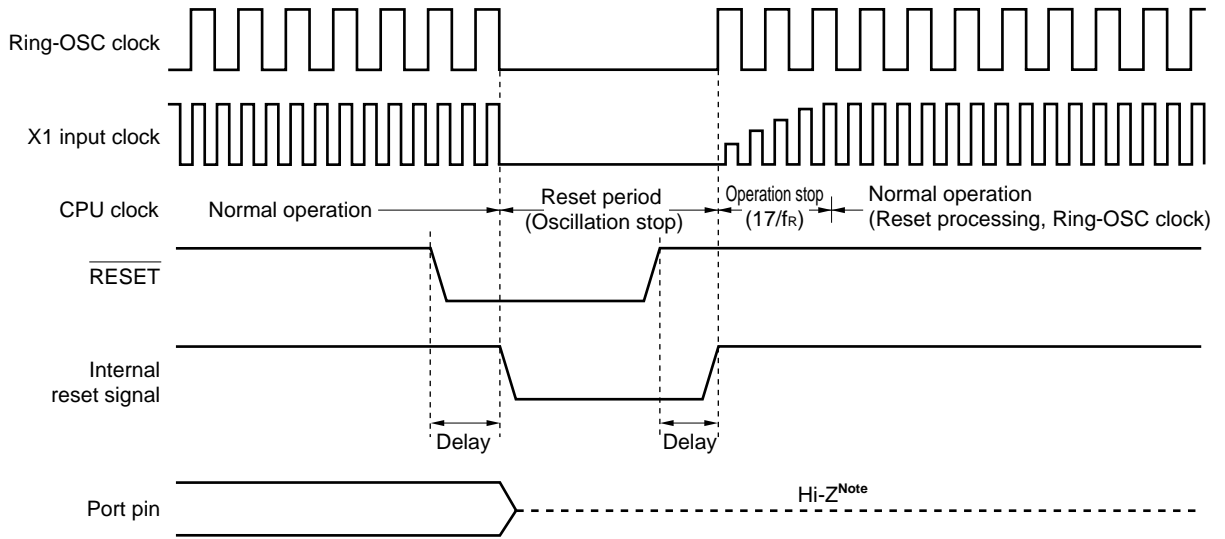 Ring-OSC clock
X1 input clock
CPU clock
Normal operation
Reset period
(Oscillation stop)
Operation stop
(17/fR)
Normal operation
(Reset processing, Ring-OSC clock)
RESET
Internal
reset signal
Delay
Delay
Port pin
Hi-ZNote